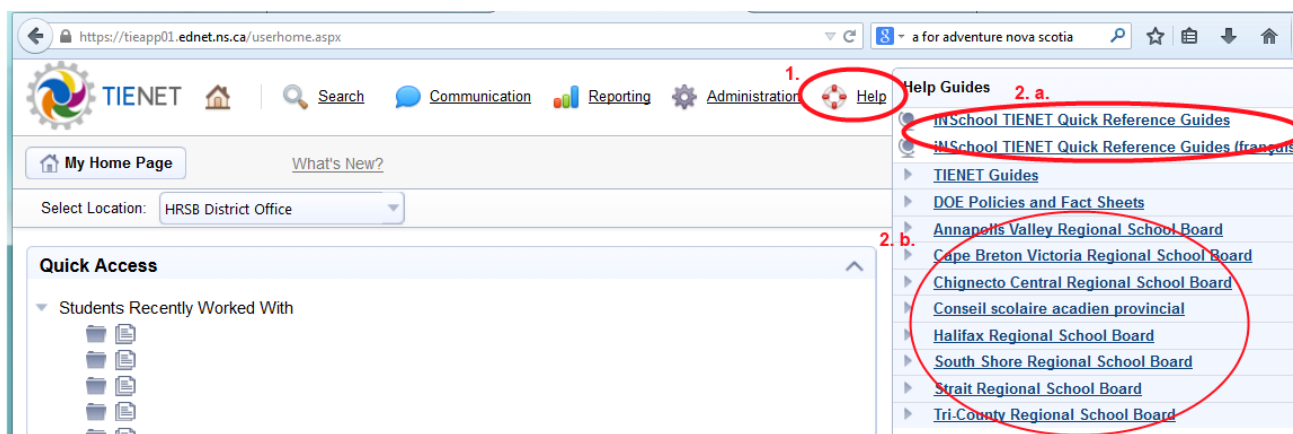 https://tieapp01.ednet.ns.ca/userhome.aspx
8 a for adventure nova scotia
TIENET Search Communication Reporting Administration 1. Help
Help Guides 2. a.
iNSchool TIENET Quick Reference Guides
iNSchool TIENET Quick Reference Guides (français
My Home Page What's New?
TIENET Guides
Select Location: HRSB District Office
DOE Policies and Fact Sheets
Annapolis Valley Regional School Board
2. b.
Cape Breton Victoria Regional School Board
Quick Access
Chignecto Central Regional School Board
Students Recently Worked With
Conseil scolaire acadien provincial
Halifax Regional School Board
South Shore Regional School Board
Strait Regional School Board
Tri-County Regional School Board